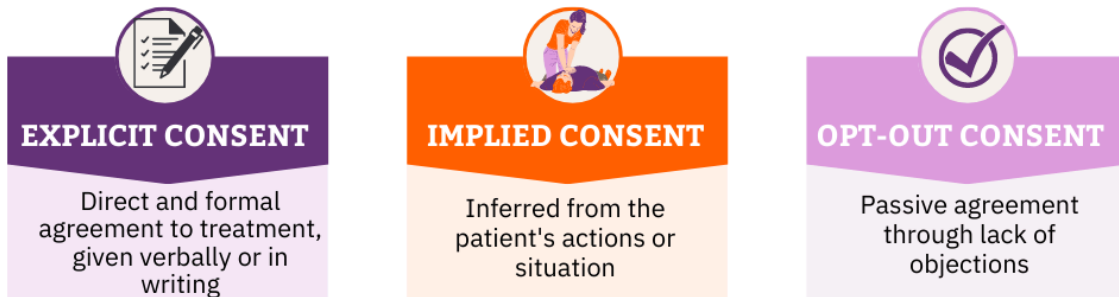 EXPLICIT CONSENT
Direct and formal
agreement to treatment,
given verbally or in
writing
IMPLIED CONSENT
Inferred from the
patient's actions or
situation
OPT-OUT CONSENT
Passive agreement
through lack of
objections